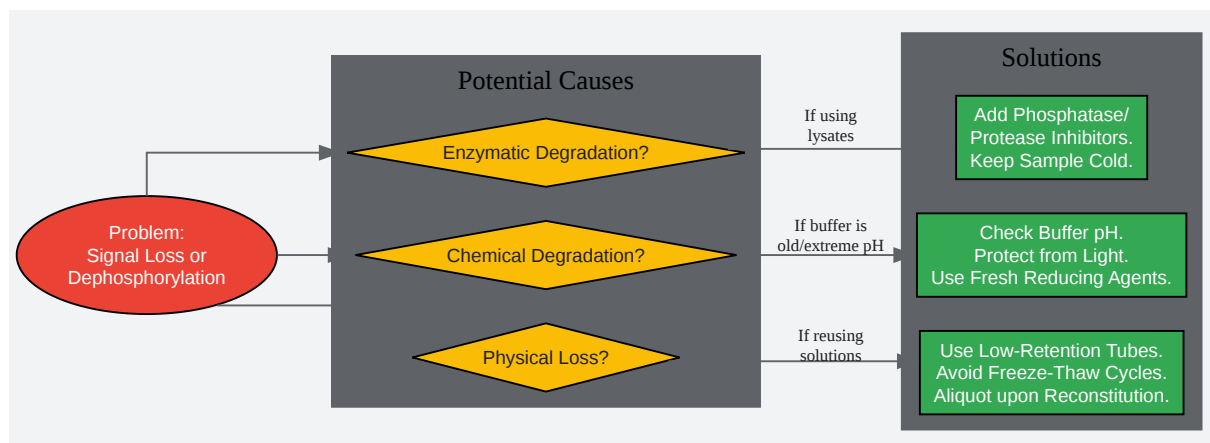 Problem:
Signal Loss or
Dephosphorylation
Potential Causes
Enzymatic Degradation?
Chemical Degradation?
Physical Loss?
If using
lysates
If buffer is
old/extreme pH
If reusing
solutions
Solutions
Add Phosphatase/
Protease Inhibitors.
Keep Sample Cold.
Check Buffer pH.
Protect from Light.
Use Fresh Reducing Agents.
Use Low-Retention Tubes.
Avoid Freeze-Thaw Cycles.
Aliquot upon Reconstitution.